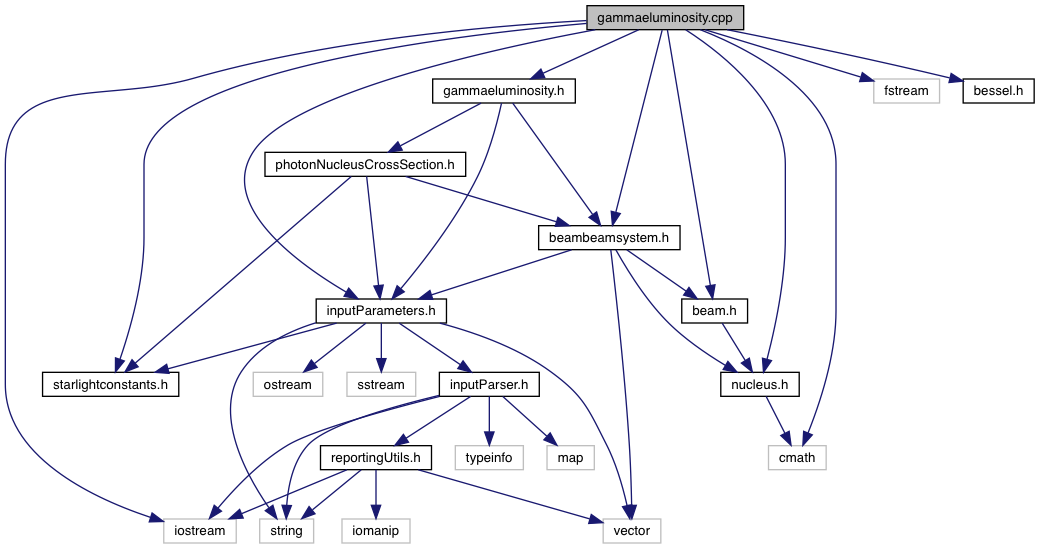 gammaeluminosity.cpp
gammaeluminosity.h
fstream
bessel.h
photonNucleusCrossSection.h
beambeamsystem.h
inputParameters.h
beam.h
starlightconstants.h
ostream
sstream
inputParser.h
nucleus.h
reportingUtils.h
typeinfo
map
cmath
iostream
string
iomanip
vector